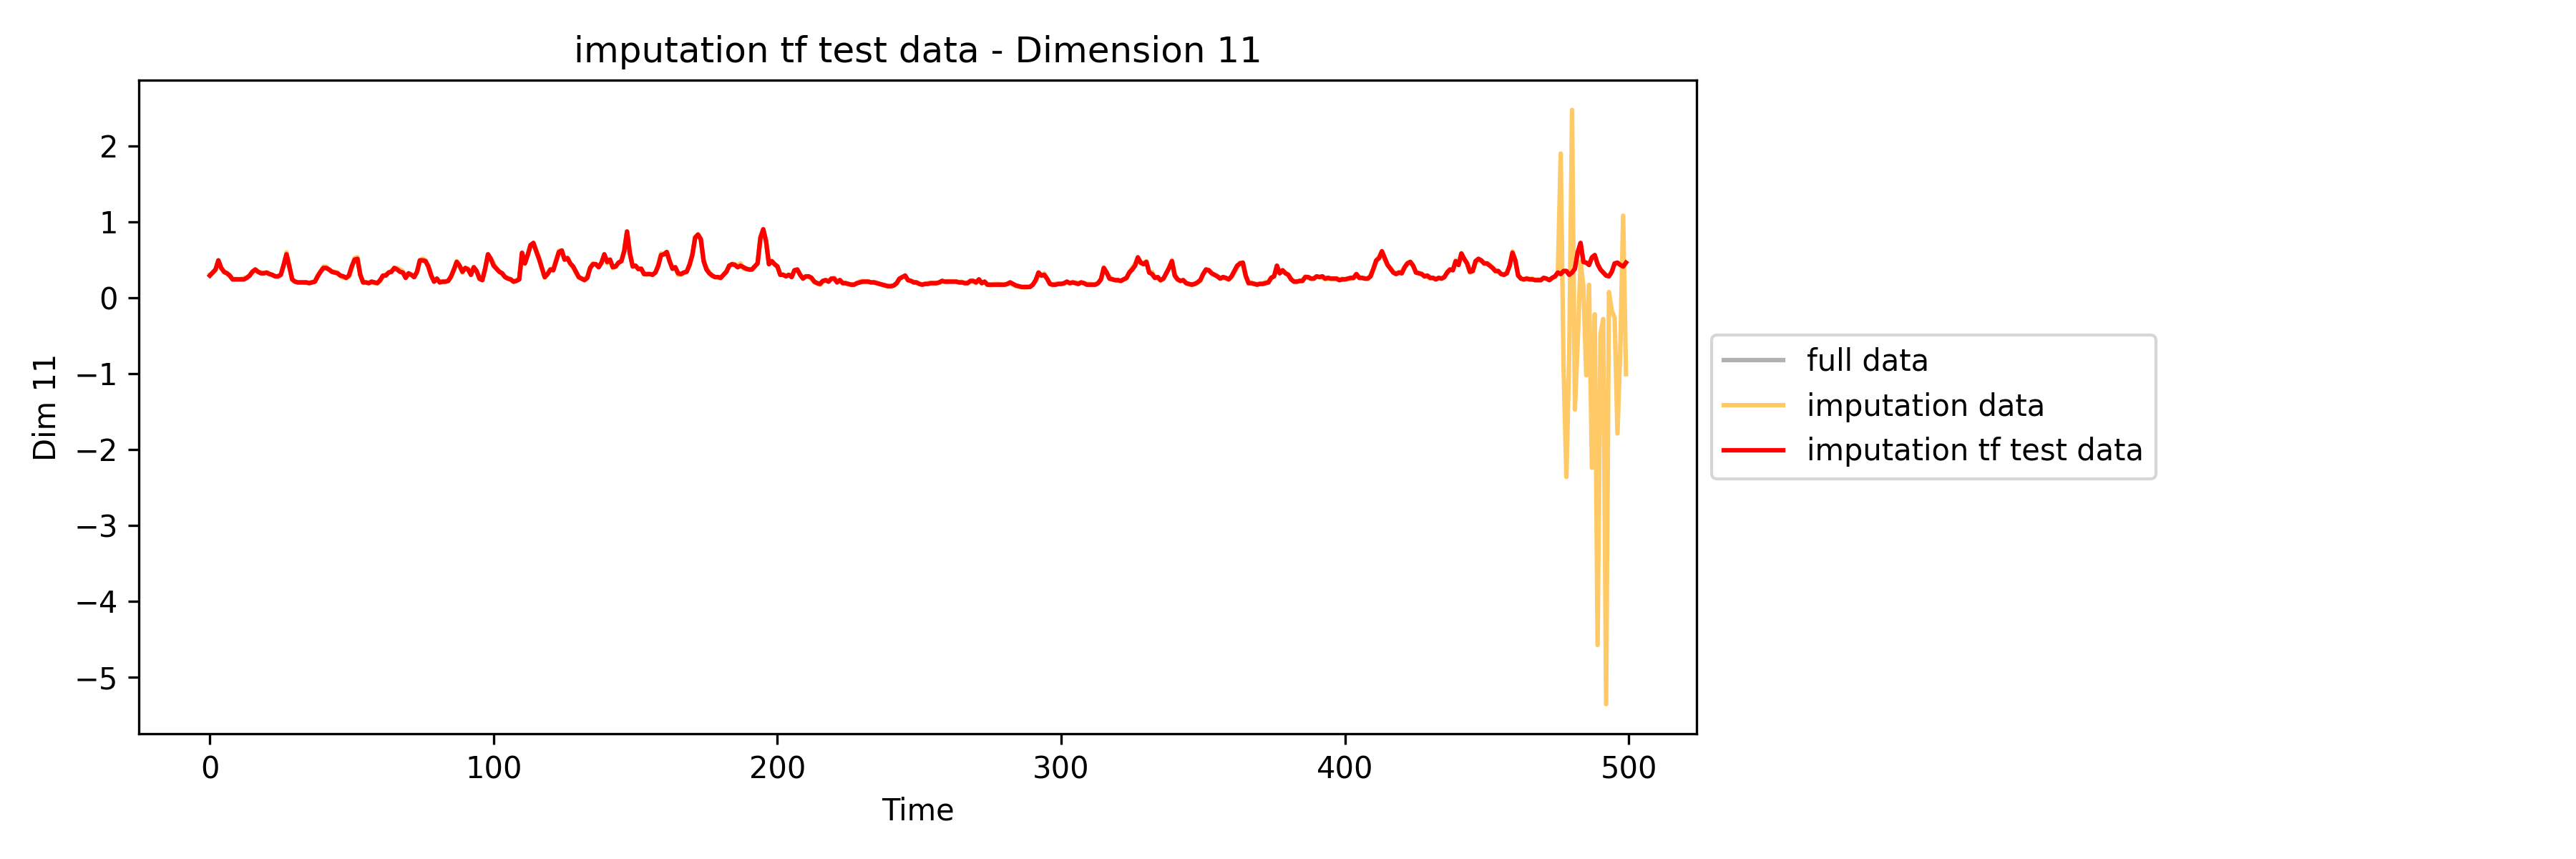 imputation tf test data - Dimension 11
Dim 11
2
1
0
−1
−2
−3
−4
−5
0 100 200 300 400 500
Time
full data
imputation data
imputation tf test data